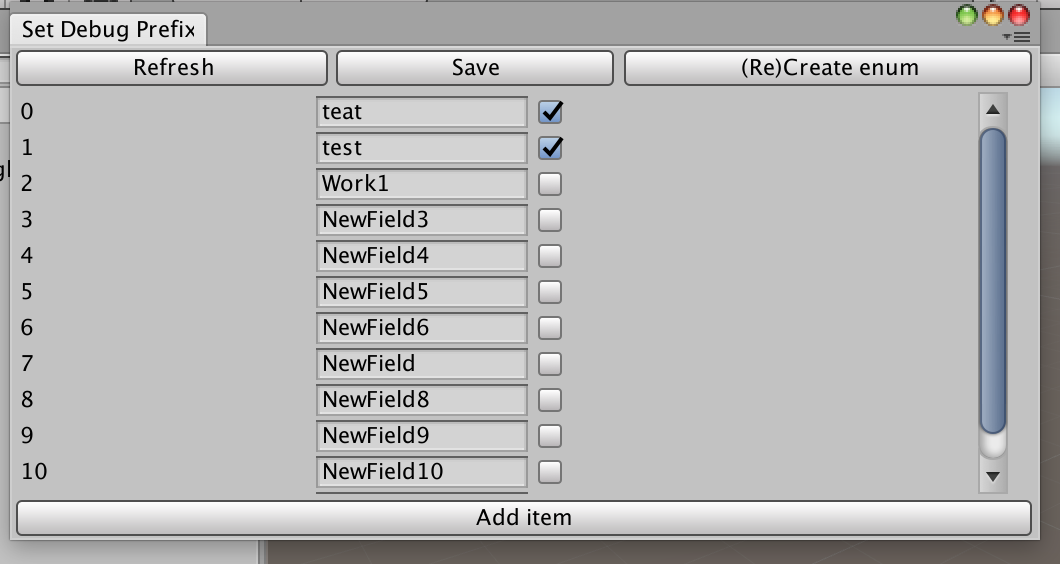 Set Debug Prefix
Refresh Save (Re)Create enum
0 teat
1 test
2 Work1
3 NewField3
4 NewField4
5 NewField5
6 NewField6
7 NewField
8 NewField8
9 NewField9
10 NewField10
Add item